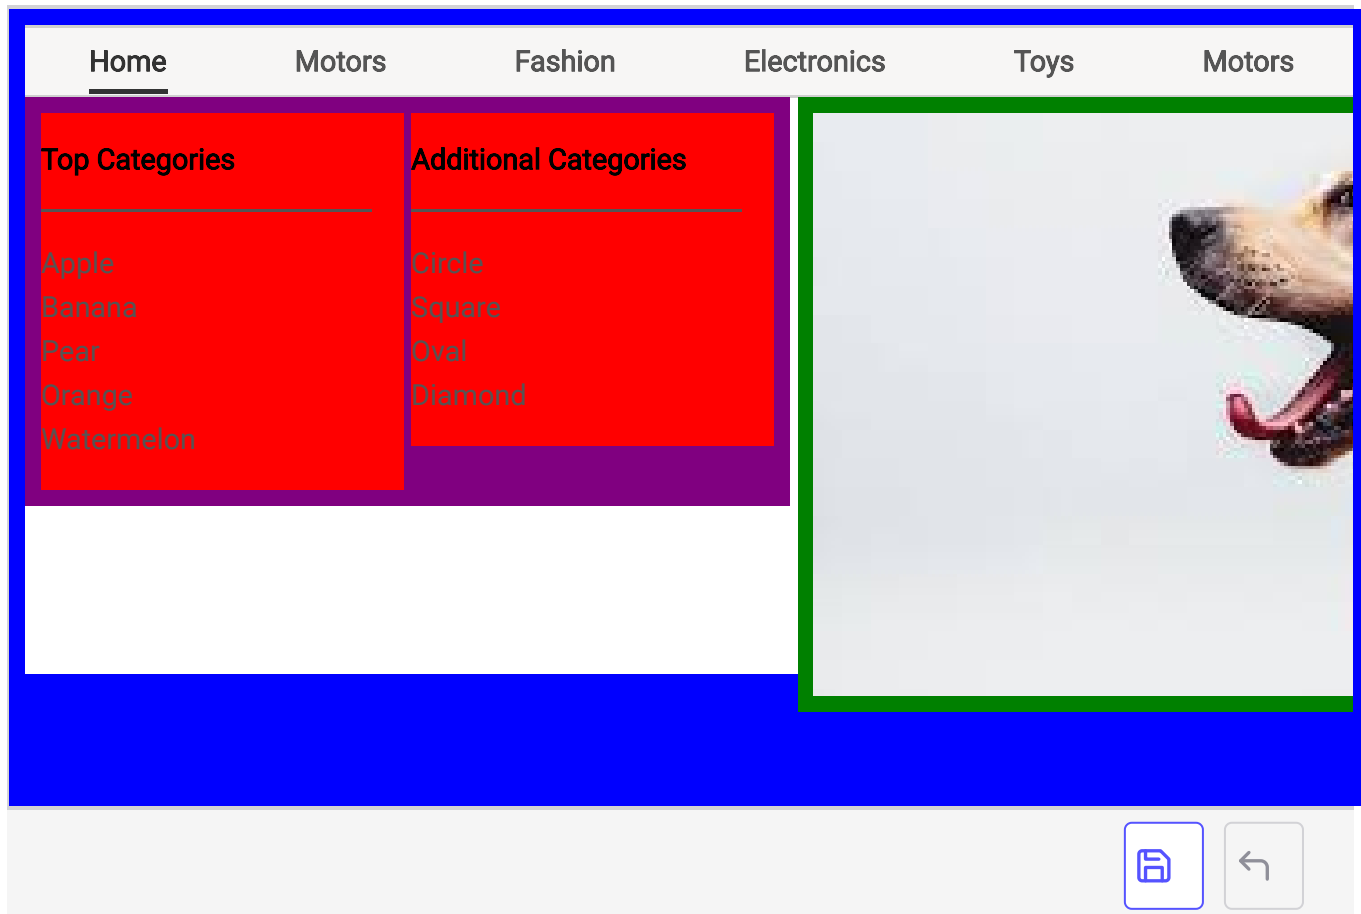 Home Motors Fashion Electronics Toys Motors
Top Categories
Apple
Banana
Pear
Orange
Watermelon
Additional Categories
Circle
Square
Oval
Diamond